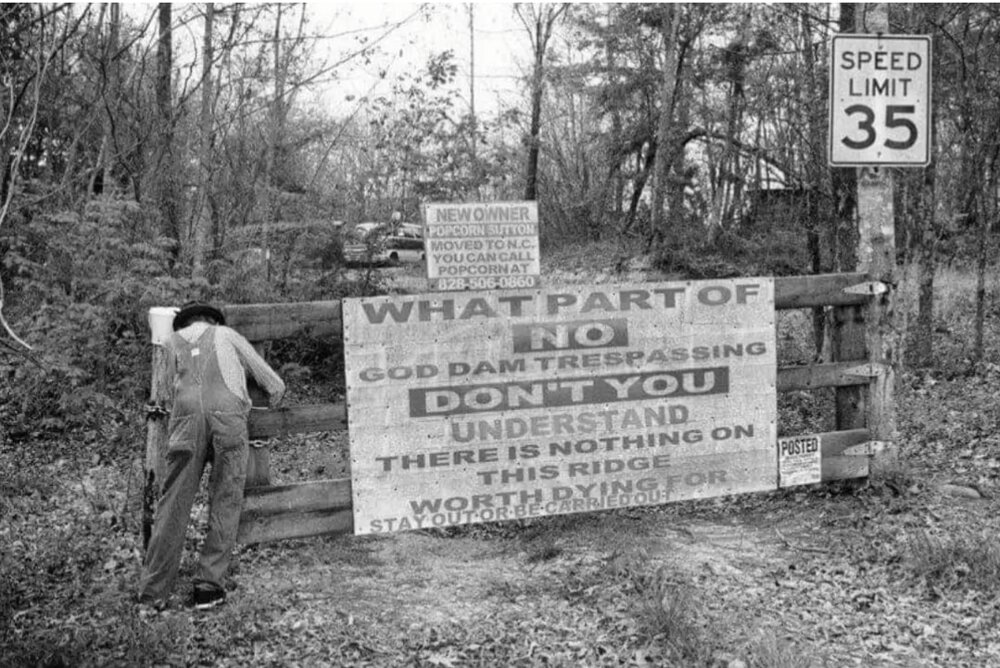 SPEED
LIMIT
35
NEW OWNER
POPCORN SUTTON
MOVED TO N.C.
YOU CAN CALL
POPCORN AT
828-506-0860
WHAT PART OF
NO
GOD DAM TRESPASSING
DON'T YOU
UNDERSTAND
THERE IS NOTHING ON
THIS RIDGE
WORTH DYING FOR
STAY OUT OR BE CARRIED OUT
POSTED